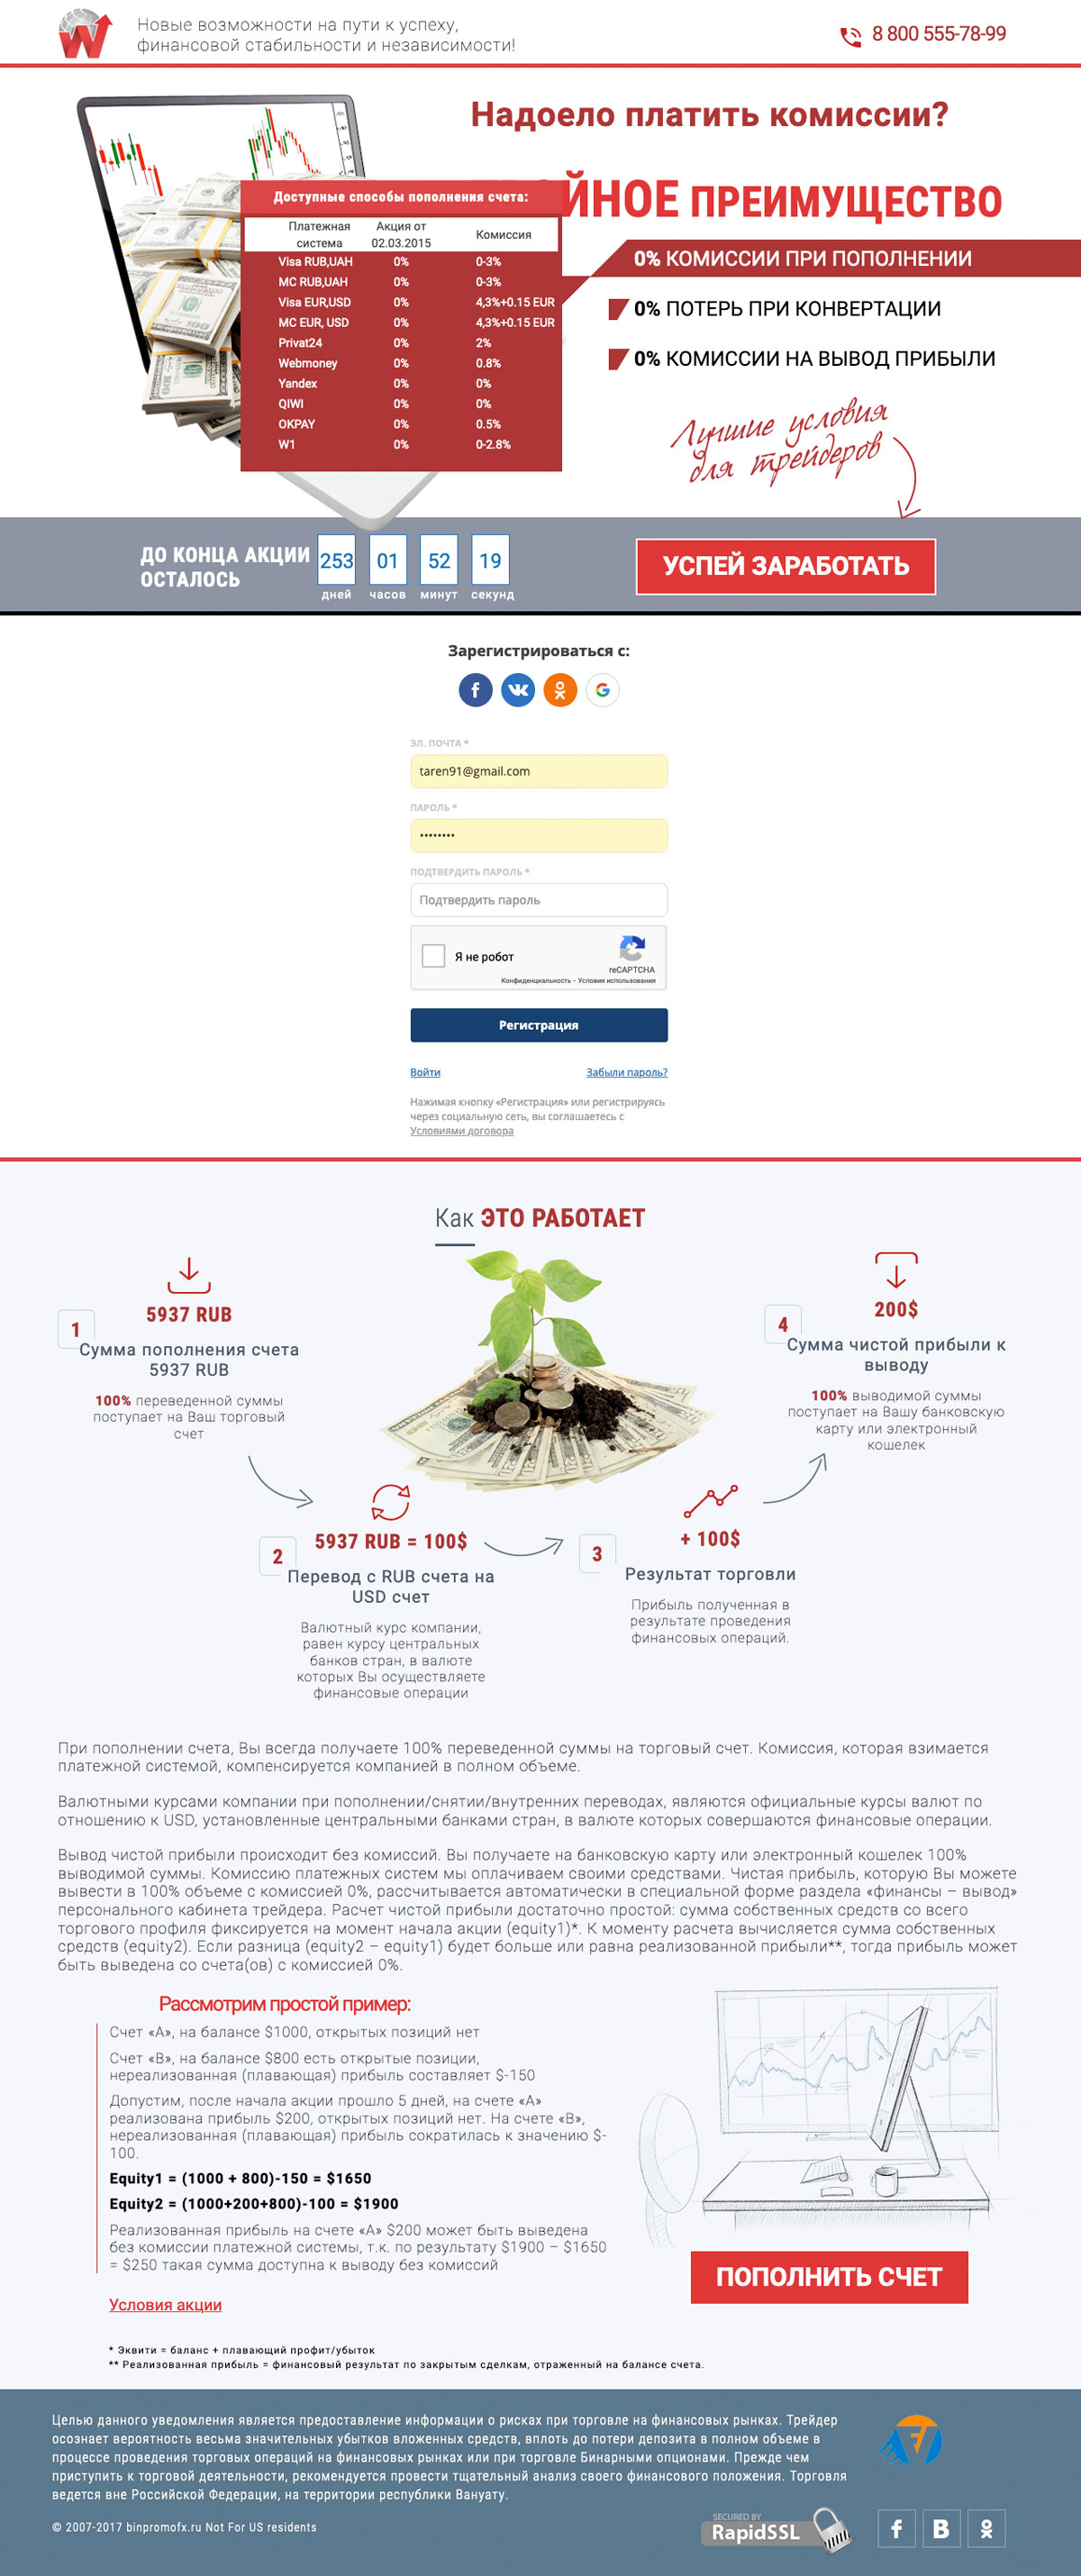 W
Новые возможности на пути к успеху,
финансовой стабильности и независимости!
8 800 555-78-99
Надоело платить комиссии?
ЙНОЕ ПРЕИМУЩЕСТВО
Доступные способы пополнения счета:
Платежная система Акция от 02.03.2015 Комиссия
Visa RUB,UAH 0% 0-3%
MC RUB,UAH 0% 0-3%
Visa EUR,USD 0% 4,3%+0.15 EUR
MC EUR, USD 0% 4,3%+0.15 EUR
Privat24 0% 2%
Webmoney 0% 0.8%
Yandex 0% 0%
QIWI 0% 0%
OKPAY 0% 0.5%
W1 0% 0-2.8%
0% КОМИССИИ ПРИ ПОПОЛНЕНИИ
0% ПОТЕРЬ ПРИ КОНВЕРТАЦИИ
0% КОМИССИИ НА ВЫВОД ПРИБЫЛИ
Лучшие условия
для трейдеров
ДО КОНЦА АКЦИИ
ОСТАЛОСЬ
253 01 52 19
дней часов минут секунд
УСПЕЙ ЗАРАБОТАТЬ
Зарегистрироваться с:
ЭЛ. ПОЧТА *
taren91@gmail.com
ПАРОЛЬ *
••••••••
ПОДТВЕРДИТЬ ПАРОЛЬ *
Подтвердить пароль
Я не робот
reCAPTCHA
Конфиденциальность - Условия использования
Регистрация
Войти Забыли пароль?
Нажимая кнопку «Регистрация» или регистрируясь
через социальную сеть, вы соглашаетесь с
Условиями договора
Как ЭТО РАБОТАЕТ
1
5937 RUB
Сумма пополнения счета
5937 RUB
100% переведенной суммы
поступает на Ваш торговый
счет
2
5937 RUB = 100$
Перевод с RUB счета на
USD счет
Валютный курс компании,
равен курсу центральных
банков стран, в валюте
которых Вы осуществляете
финансовые операции
3
+ 100$
Результат торговли
Прибыль полученная в
результате проведения
финансовых операций.
4
200$
Сумма чистой прибыли к
выводу
100% выводимой суммы
поступает на Вашу банковскую
карту или электронный
кошелек
При пополнении счета, Вы всегда получаете 100% переведенной суммы на торговый счет. Комиссия, которая взимается
платежной системой, компенсируется компанией в полном объеме.
Валютными курсами компании при пополнении/снятии/внутренних переводах, являются официальные курсы валют по
отношению к USD, установленные центральными банками стран, в валюте которых совершаются финансовые операции.
Вывод чистой прибыли происходит без комиссий. Вы получаете на банковскую карту или электронный кошелек 100%
выводимой суммы. Комиссию платежных систем мы оплачиваем своими средствами. Чистая прибыль, которую Вы можете
вывести в 100% объеме с комиссией 0%, рассчитывается автоматически в специальной форме раздела «финансы – вывод»
персонального кабинета трейдера. Расчет чистой прибыли достаточно простой: сумма собственных средств со всего
торгового профиля фиксируется на момент начала акции (equity1)*. К моменту расчета вычисляется сумма собственных
средств (equity2). Если разница (equity2 – equity1) будет больше или равна реализованной прибыли**, тогда прибыль может
быть выведена со счета(ов) с комиссией 0%.
Рассмотрим простой пример:
Счет «А», на балансе $1000, открытых позиций нет
Счет «В», на балансе $800 есть открытые позиции,
нереализованная (плавающая) прибыль составляет $-150
Допустим, после начала акции прошло 5 дней, на счете «А»
реализована прибыль $200, открытых позиций нет. На счете «В»,
нереализованная (плавающая) прибыль сократилась к значению $-
100.
Equity1 = (1000 + 800)-150 = $1650
Equity2 = (1000+200+800)-100 = $1900
Реализованная прибыль на счете «А» $200 может быть выведена
без комиссии платежной системы, т.к. по результату $1900 – $1650
= $250 такая сумма доступна к выводу без комиссий
Условия акции
ПОПОЛНИТЬ СЧЕТ
* Эквити = баланс + плавающий профит/убыток
** Реализованная прибыль = финансовый результат по закрытым сделкам, отраженный на балансе счета.
Целью данного уведомления является предоставление информации о рисках при торговле на финансовых рынках. Трейдер
осознает вероятность весьма значительных убытков вложенных средств, вплоть до потери депозита в полном объеме в
процессе проведения торговых операций на финансовых рынках или при торговле Бинарными опционами. Прежде чем
приступить к торговой деятельности, рекомендуется провести тщательный анализ своего финансового положения. Торговля
ведется вне Российской Федерации, на территории республики Вануату.
© 2007-2017 binpromofx.ru Not For US residents
SECURED BY
RapidSSL